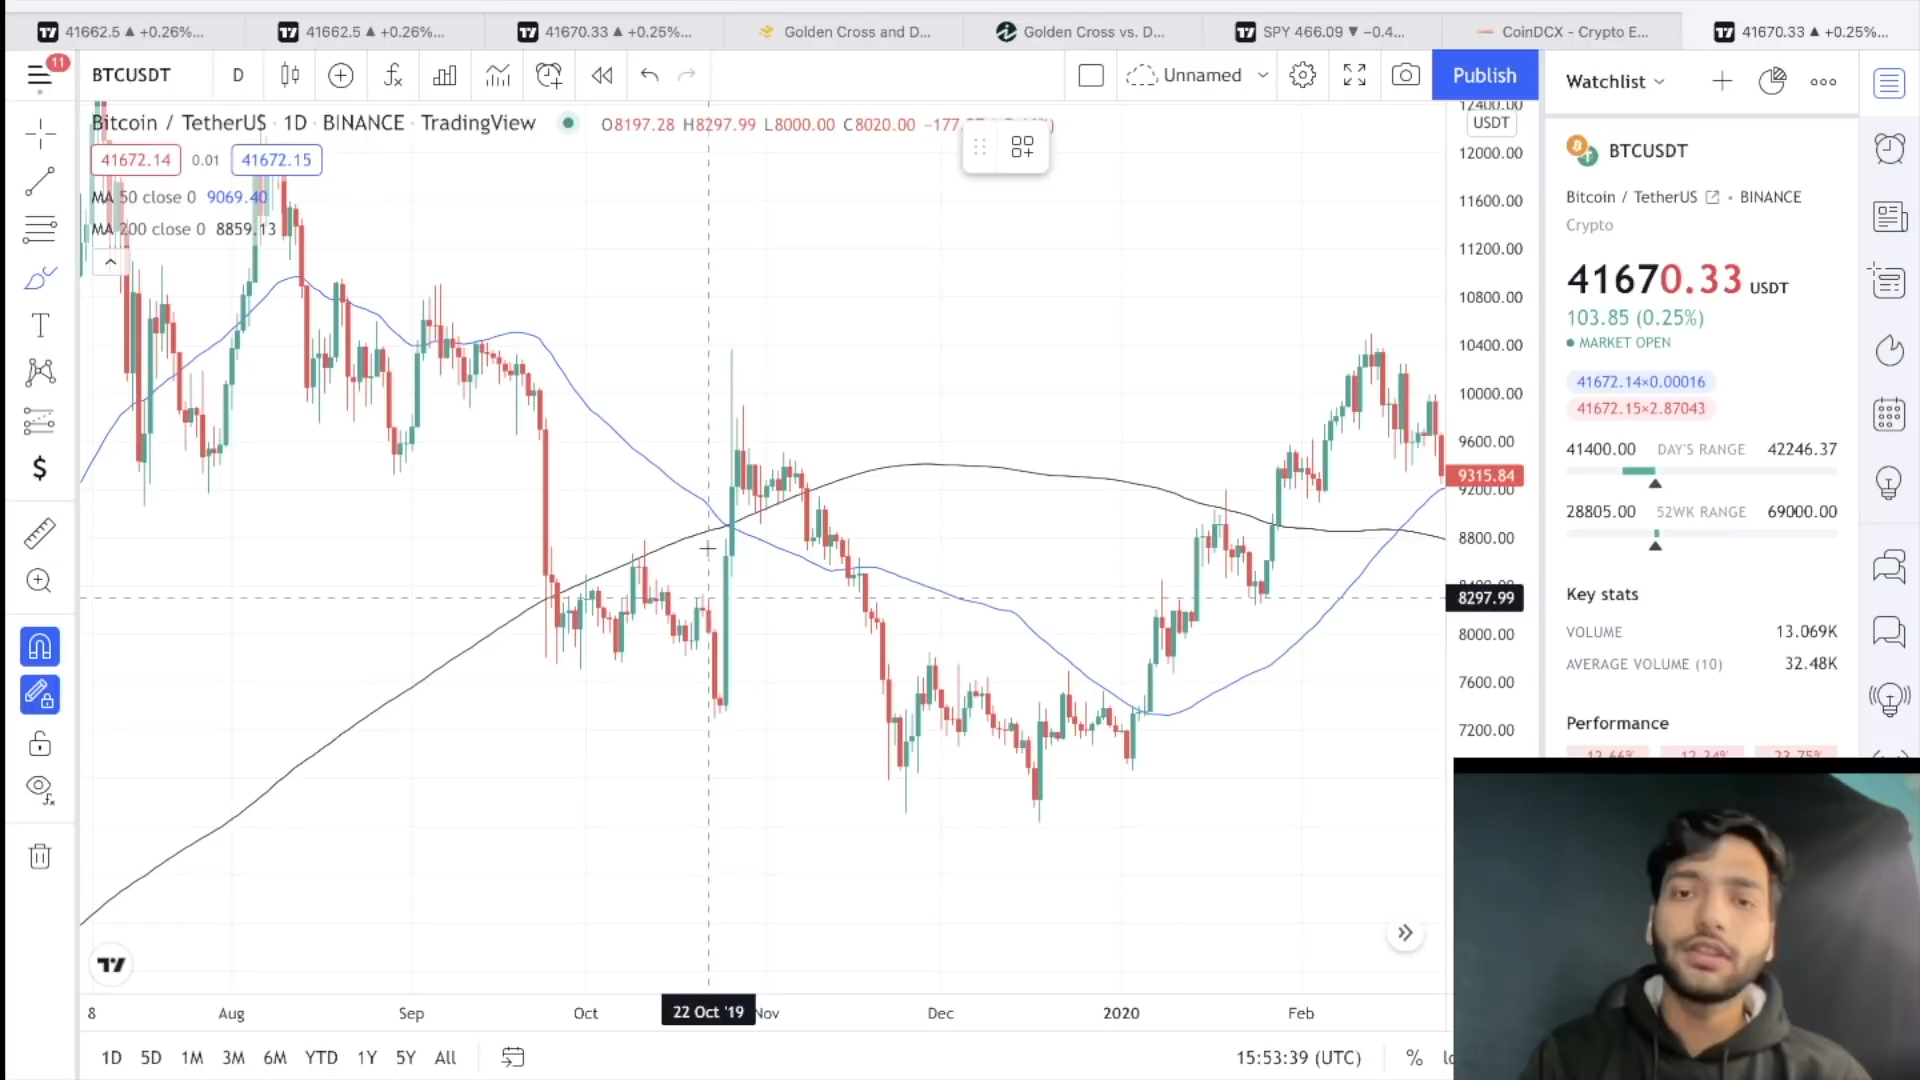 41662.5 ▲ +0.26%...
41662.5 ▲ +0.26%...
41670.33 ▲ +0.25%...
Golden Cross and D...
Golden Cross vs. D...
SPY 466.09 ▼ −0.4...
CoinDCX - Crypto E...
41670.33 ▲ +0.25%...
11
BTCUSDT
D
Unnamed
Publish
Watchlist
Bitcoin / TetherUS · 1D · BINANCE · TradingView
O8197.28 H8297.99 L8000.00 C8020.00
41672.14
0.01
41672.15
MA 50 close 0 9069.40
MA 200 close 0 8859.13
12400.00
USDT
12000.00
11600.00
11200.00
10800.00
10400.00
10000.00
9600.00
9315.84
9200.00
8800.00
8400.00
8297.99
8000.00
7600.00
7200.00
BTCUSDT
Bitcoin / TetherUS • BINANCE
Crypto
41670.33 USDT
103.85 (0.25%)
MARKET OPEN
41672.14×0.00016
41672.15×2.87043
41400.00 DAY'S RANGE 42246.37
28805.00 52WK RANGE 69000.00
Key stats
VOLUME 13.069K
AVERAGE VOLUME (10) 32.48K
Performance
8
Aug
Sep
Oct
22 Oct '19
Nov
Dec
2020
Feb
1D 5D 1M 3M 6M YTD 1Y 5Y All
15:53:39 (UTC)
%